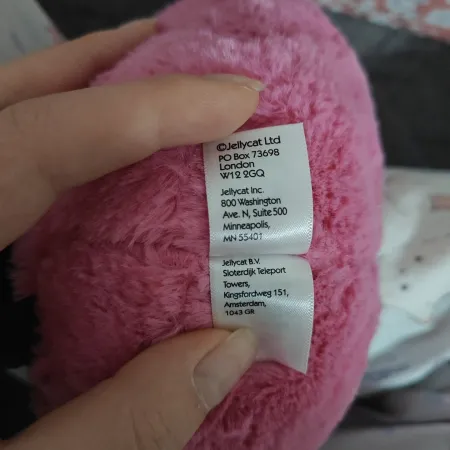 ©Jellycat Ltd
PO Box 73698
London
W12 2GQ
Jellycat Inc.
800 Washington
Ave. N, Suite 500
Minneapolis,
MN 55401
Jellycat B.V.
Sloterdijk Teleport
Towers,
Kingsfordweg 151,
Amsterdam,
1043 GR